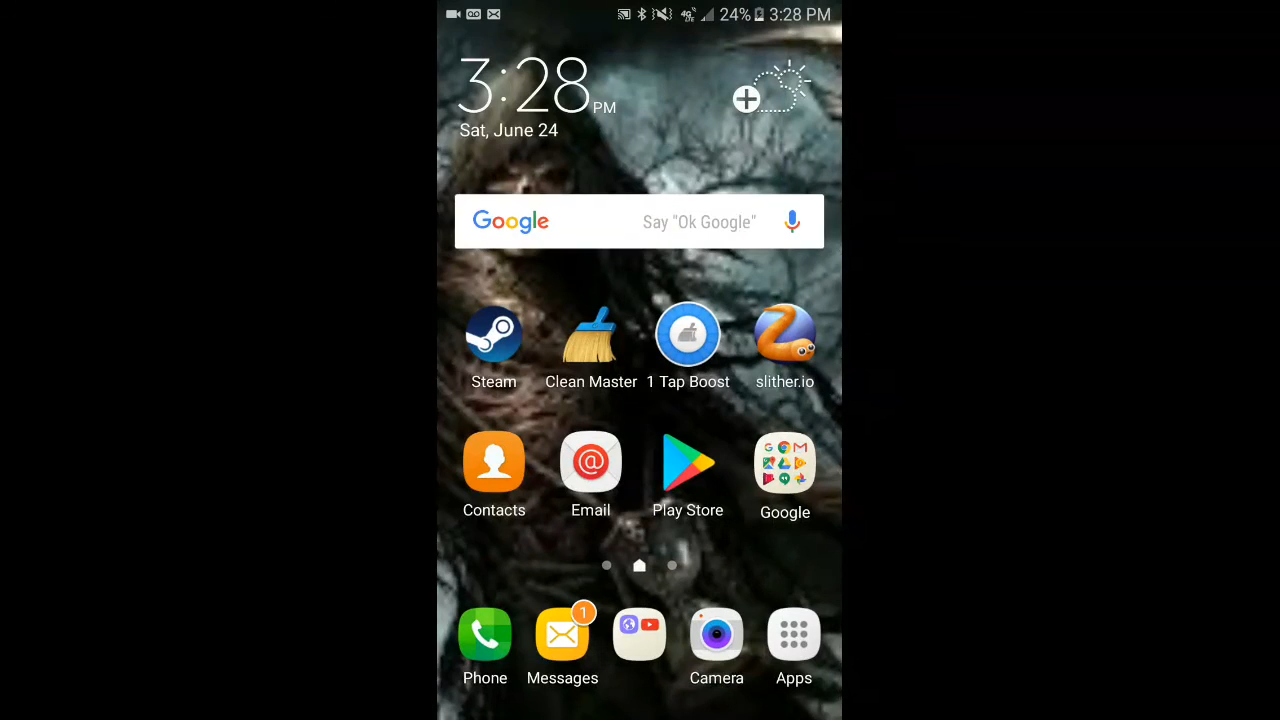 24% 3:28 PM
3:28 PM
Sat, June 24
Google Say "Ok Google"
Steam Clean Master 1 Tap Boost slither.io
Contacts Email Play Store Google
1
Phone Messages Camera Apps